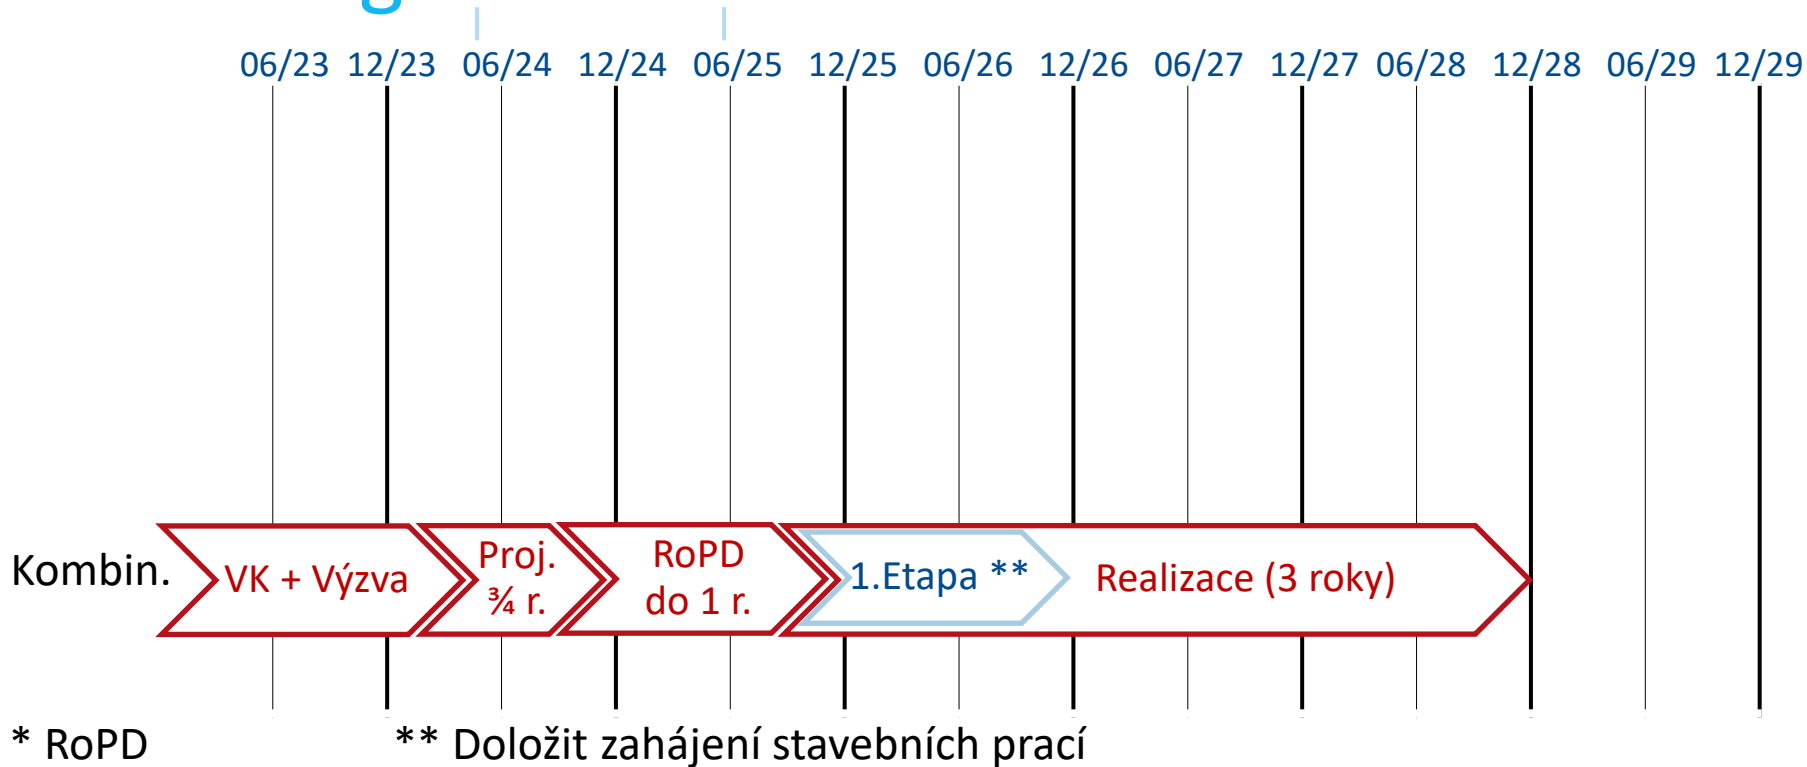 06/23 12/23 06/24 12/24 06/25 12/25 06/26 12/26 06/27 12/27 06/28 12/28 06/29 12/29
Kombin.
VK + Výzva
Proj.
¾ r.
RoPD
do 1 r.
1.Etapa **
Realizace (3 roky)
* RoPD
** Doložit zahájení stavebních prací